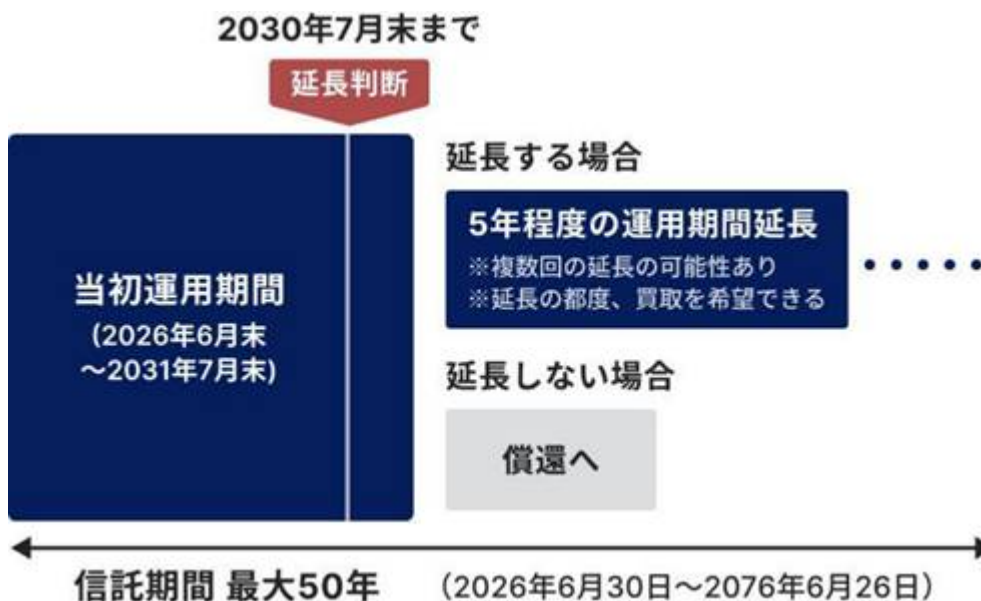 2030年7月末まで
延長判断
当初運用期間
(2026年6月末
～2031年7月末)
延長する場合
5年程度の運用期間延長
※複数回の延長の可能性あり
※延長の都度、買取を希望できる
延長しない場合
償還へ
信託期間 最大50年 （2026年6月30日～2076年6月26日）